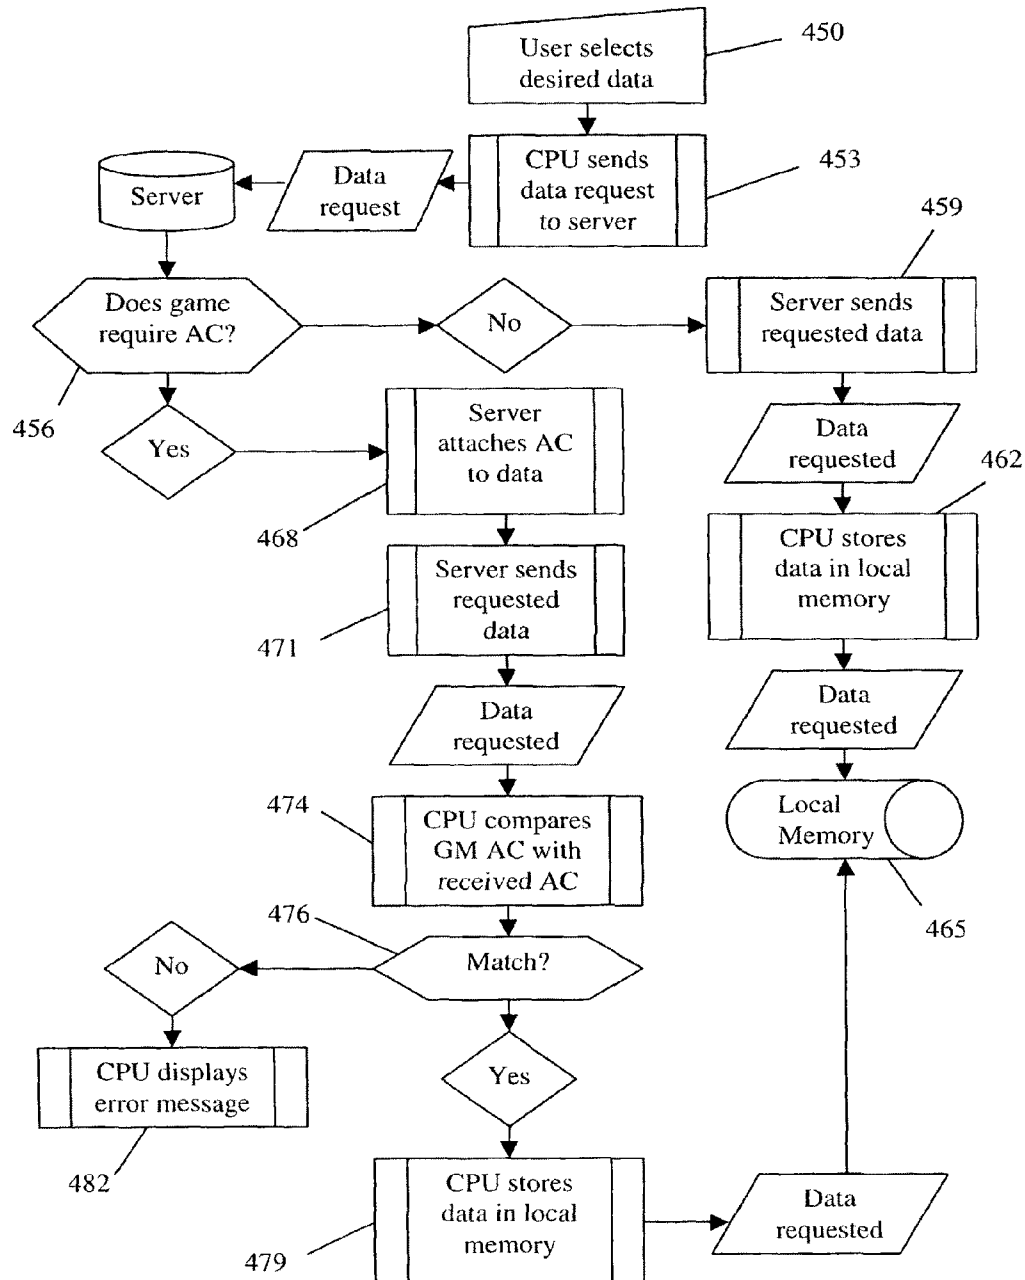 User selects
desired data
450
CPU sends
data request
to server
453
Data
request
Server
Does game
require AC?
456
No
Server sends
requested data
459
Yes
Server
attaches AC
to data
468
Data
requested
CPU stores
data in local
memory
462
Server sends
requested
data
471
Data
requested
Data
requested
Local
Memory
465
CPU compares
GM AC with
received AC
474
Match?
476
No
CPU displays
error message
482
Yes
CPU stores
data in local
memory
479
Data
requested